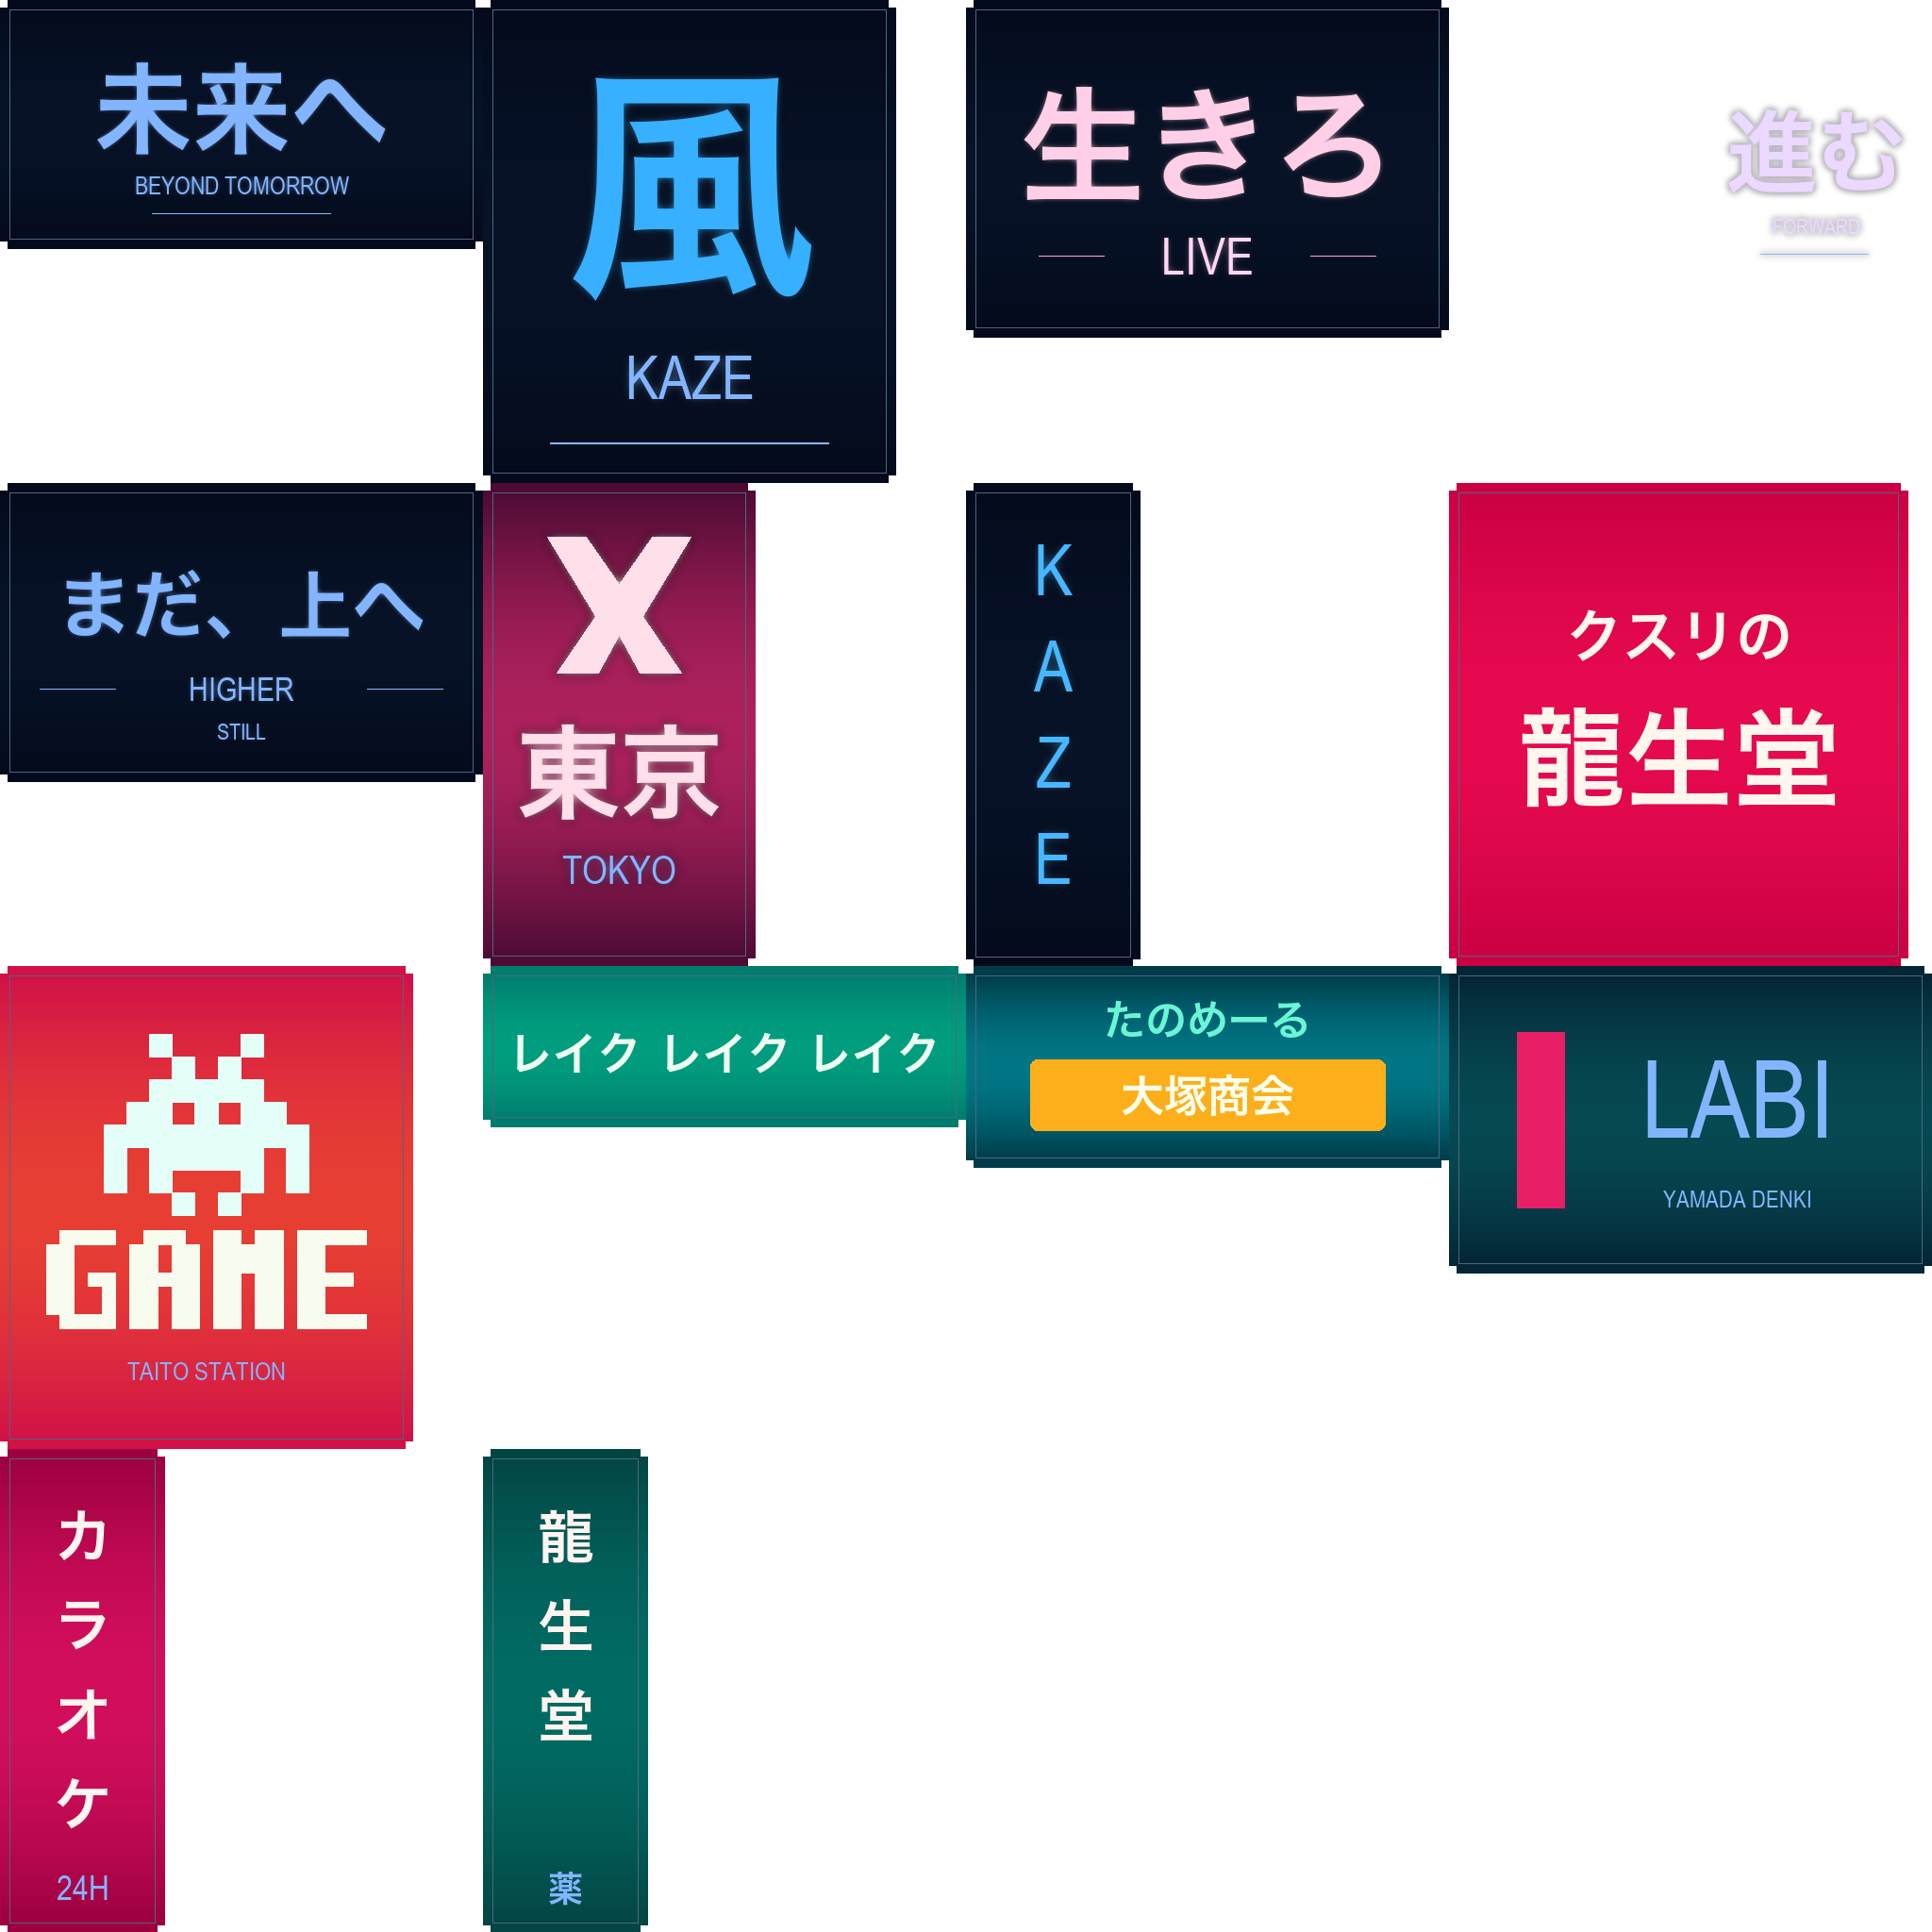 未来へ
BEYOND TOMORROW
風
KAZE
生きろ
LIVE
進む
FORWARD
まだ、上へ
HIGHER
STILL
X
東京
TOKYO
KAZE
クスリの
龍生堂
GAME
TAITO STATION
レイク レイク レイク
たのめーる
大塚商会
LABI
YAMADA DENKI
カラオケ
24H
龍生堂
薬